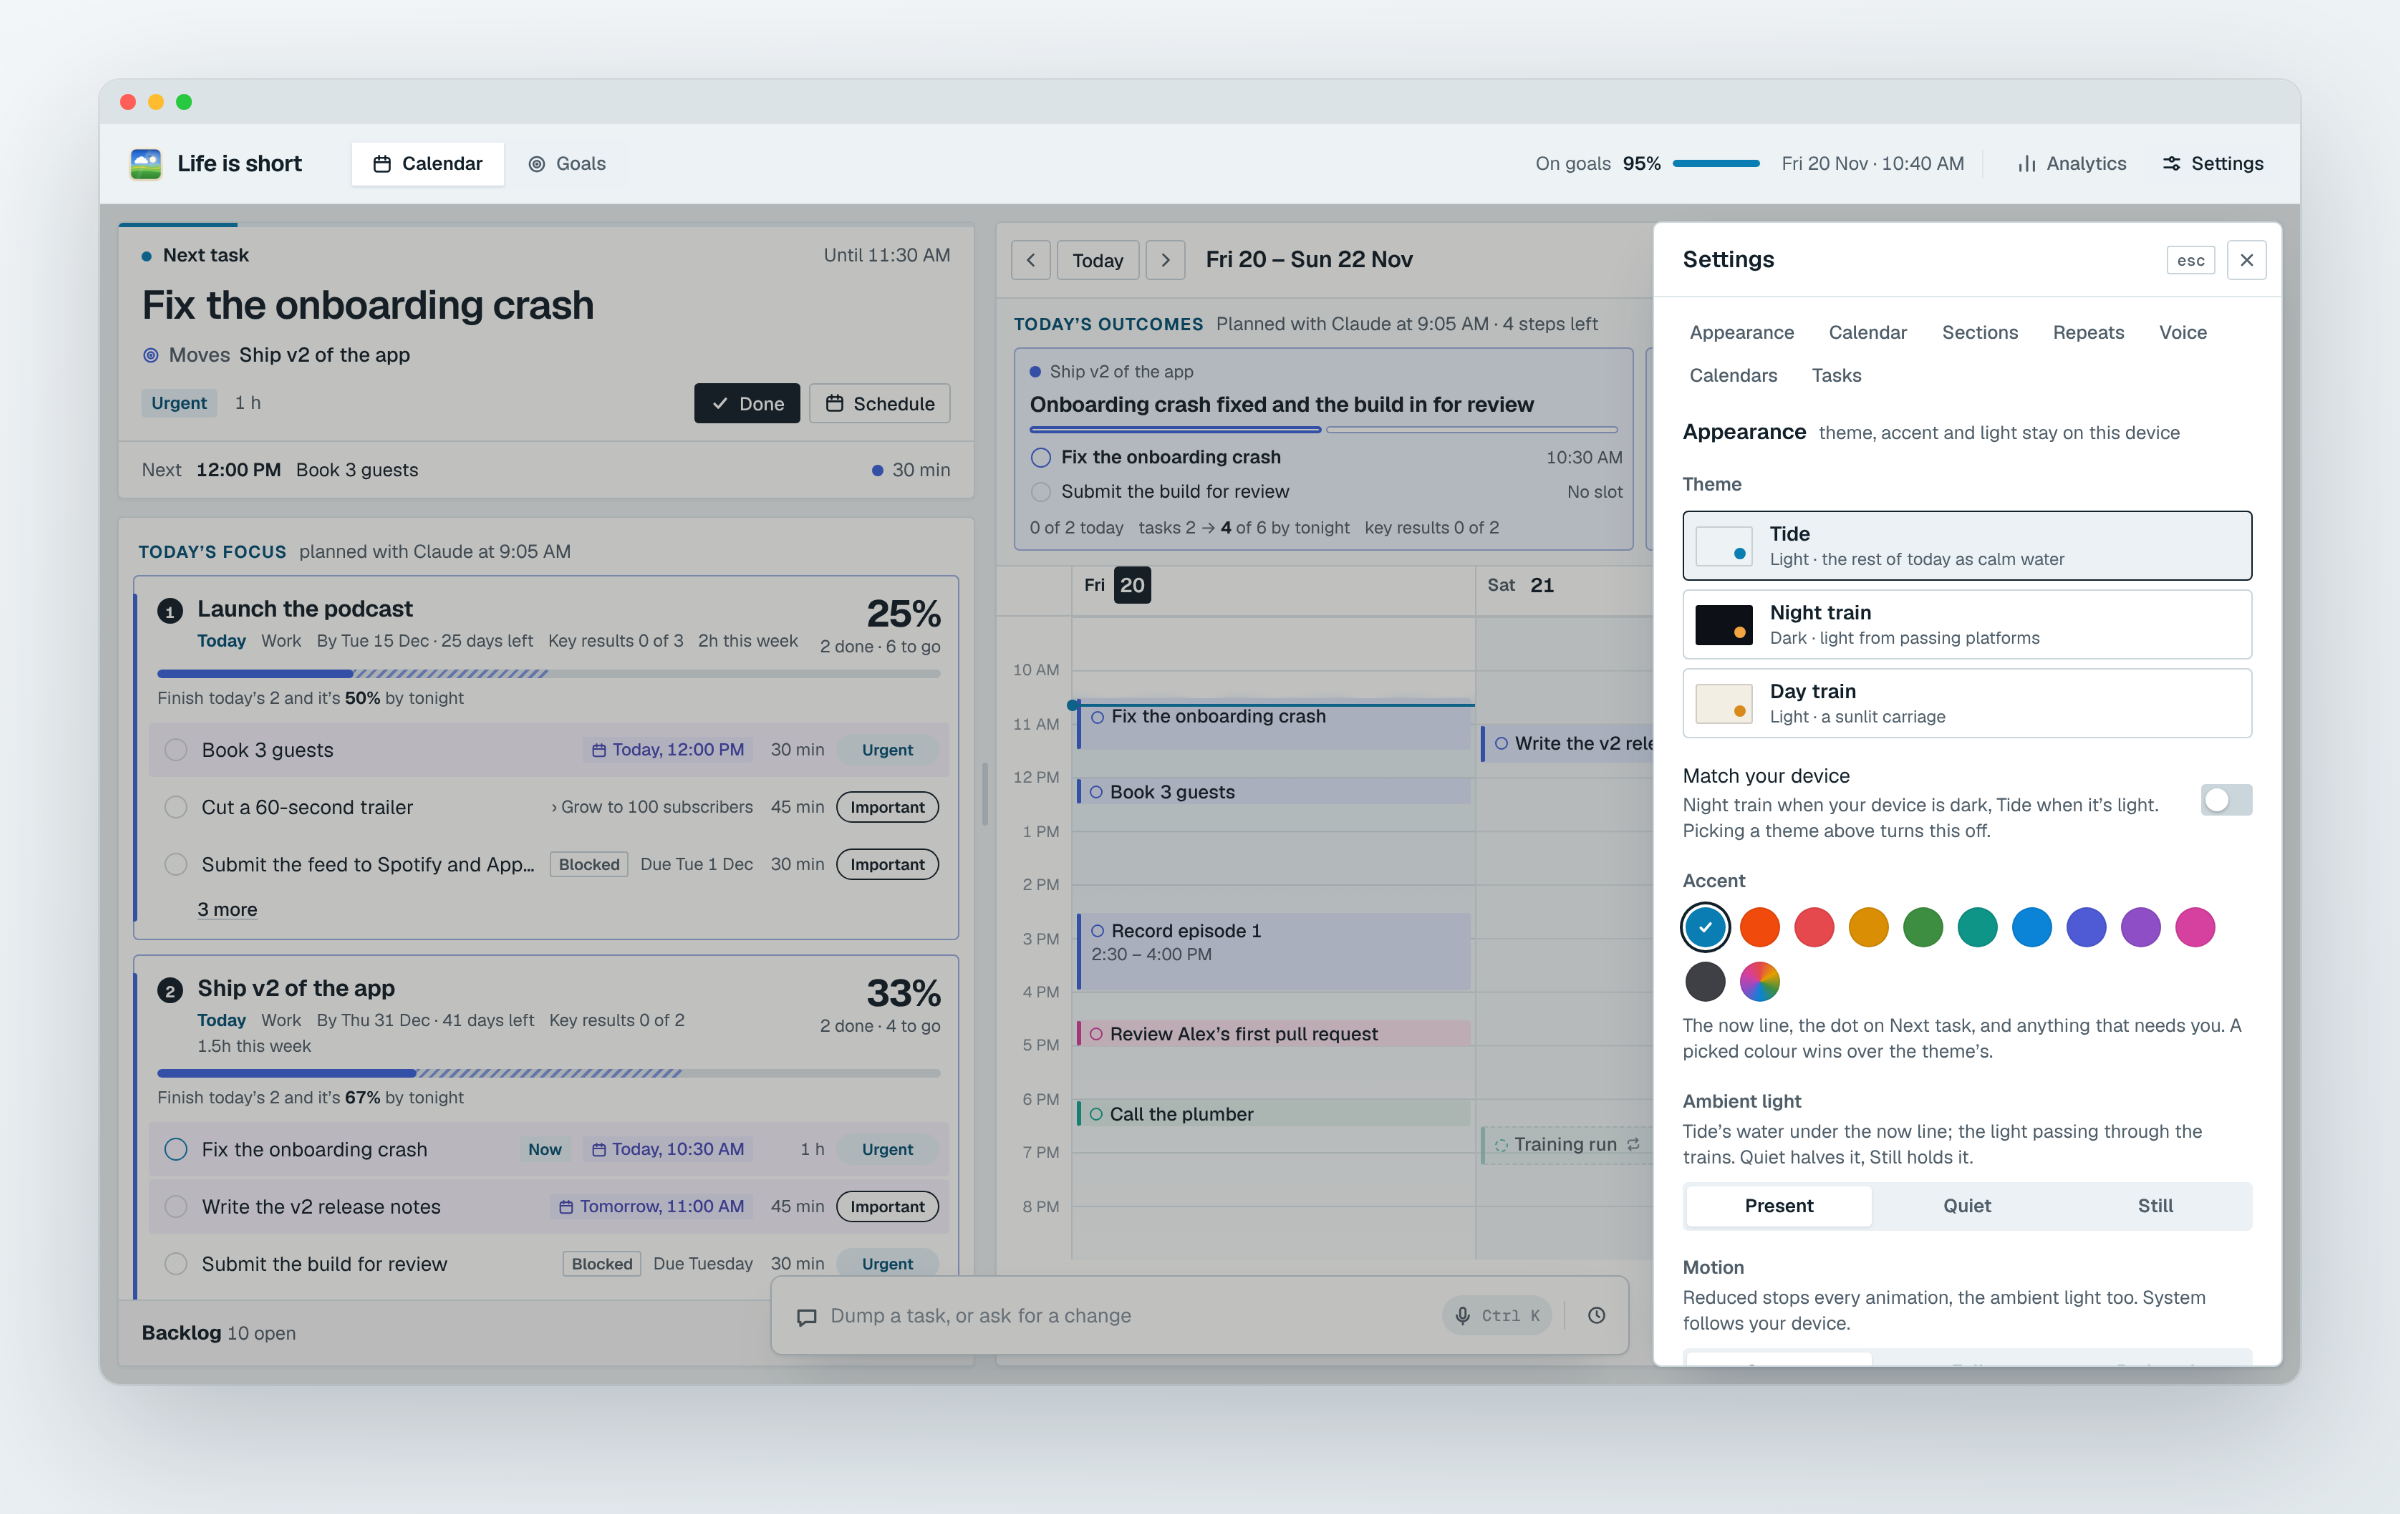 Life is short
Calendar
Goals
On goals 95%
Fri 20 Nov · 10:40 AM
Analytics
Settings
Next task
Until 11:30 AM
Fix the onboarding crash
Moves Ship v2 of the app
Urgent
1 h
Done
Schedule
Next 12:00 PM Book 3 guests
30 min
TODAY’S FOCUS planned with Claude at 9:05 AM
1 Launch the podcast
25%
Today Work By Tue 15 Dec · 25 days left Key results 0 of 3 2h this week
2 done · 6 to go
Finish today’s 2 and it’s 50% by tonight
Book 3 guests Today, 12:00 PM 30 min Urgent
Cut a 60-second trailer › Grow to 100 subscribers 45 min Important
Submit the feed to Spotify and App... Blocked Due Tue 1 Dec 30 min Important
3 more
2 Ship v2 of the app
33%
Today Work By Thu 31 Dec · 41 days left Key results 0 of 2
2 done · 4 to go
1.5h this week
Finish today’s 2 and it’s 67% by tonight
Fix the onboarding crash Now Today, 10:30 AM 1 h Urgent
Write the v2 release notes Tomorrow, 11:00 AM 45 min Important
Submit the build for review Blocked Due Tuesday 30 min Urgent
Backlog 10 open
Today
Fri 20 – Sun 22 Nov
TODAY’S OUTCOMES Planned with Claude at 9:05 AM · 4 steps left
Ship v2 of the app
Onboarding crash fixed and the build in for review
Fix the onboarding crash 10:30 AM
Submit the build for review No slot
0 of 2 today tasks 2 → 4 of 6 by tonight key results 0 of 2
Fri 20
Sat 21
10 AM
11 AM
12 PM
1 PM
2 PM
3 PM
4 PM
5 PM
6 PM
7 PM
8 PM
Fix the onboarding crash
Book 3 guests
Record episode 1
2:30 – 4:00 PM
Review Alex’s first pull request
Call the plumber
Write the v2 rele
Training run
Dump a task, or ask for a change
Ctrl K
Settings
esc
Appearance
Calendar
Sections
Repeats
Voice
Calendars
Tasks
Appearance theme, accent and light stay on this device
Theme
Tide
Light · the rest of today as calm water
Night train
Dark · light from passing platforms
Day train
Light · a sunlit carriage
Match your device
Night train when your device is dark, Tide when it’s light.
Picking a theme above turns this off.
Accent
The now line, the dot on Next task, and anything that needs you. A
picked colour wins over the theme’s.
Ambient light
Tide’s water under the now line; the light passing through the
trains. Quiet halves it, Still holds it.
Present
Quiet
Still
Motion
Reduced stops every animation, the ambient light too. System
follows your device.